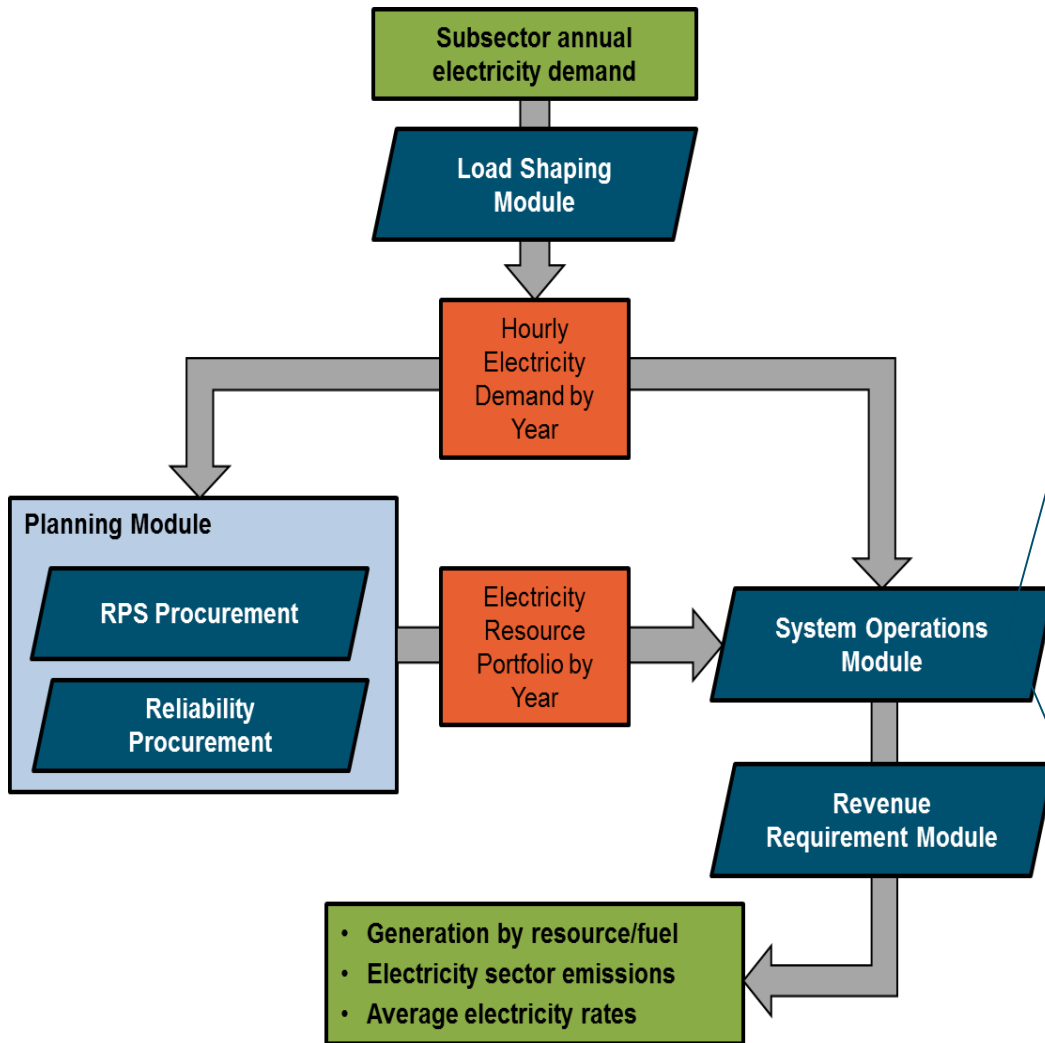 Subsector annual
electricity demand
Load Shaping
Module
Hourly
Electricity
Demand by
Year
Planning Module
RPS Procurement
Reliability
Procurement
Electricity
Resource
Portfolio by
Year
System Operations
Module
Revenue
Requirement Module
• Generation by resource/fuel
• Electricity sector emissions
• Average electricity rates